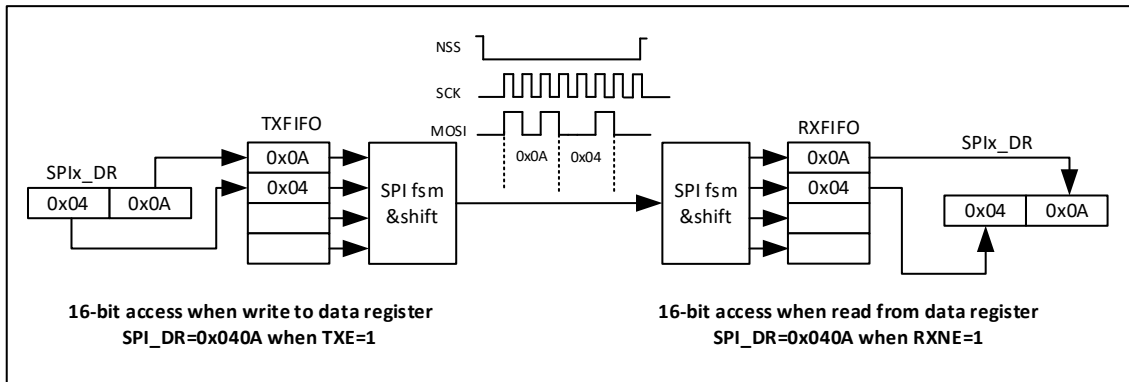 NSS
SCK
MOSI
TXFIFO
RXFIFO
SPIx_DR
0x04 0x0A
0x0A
0x04
SPI fsm
&shift
0x0A 0x04
SPI fsm
&shift
0x0A
0x04
SPIx_DR
0x04 0x0A
16-bit access when write to data register
SPI_DR=0x040A when TXE=1
16-bit access when read from data register
SPI_DR=0x040A when RXNE=1